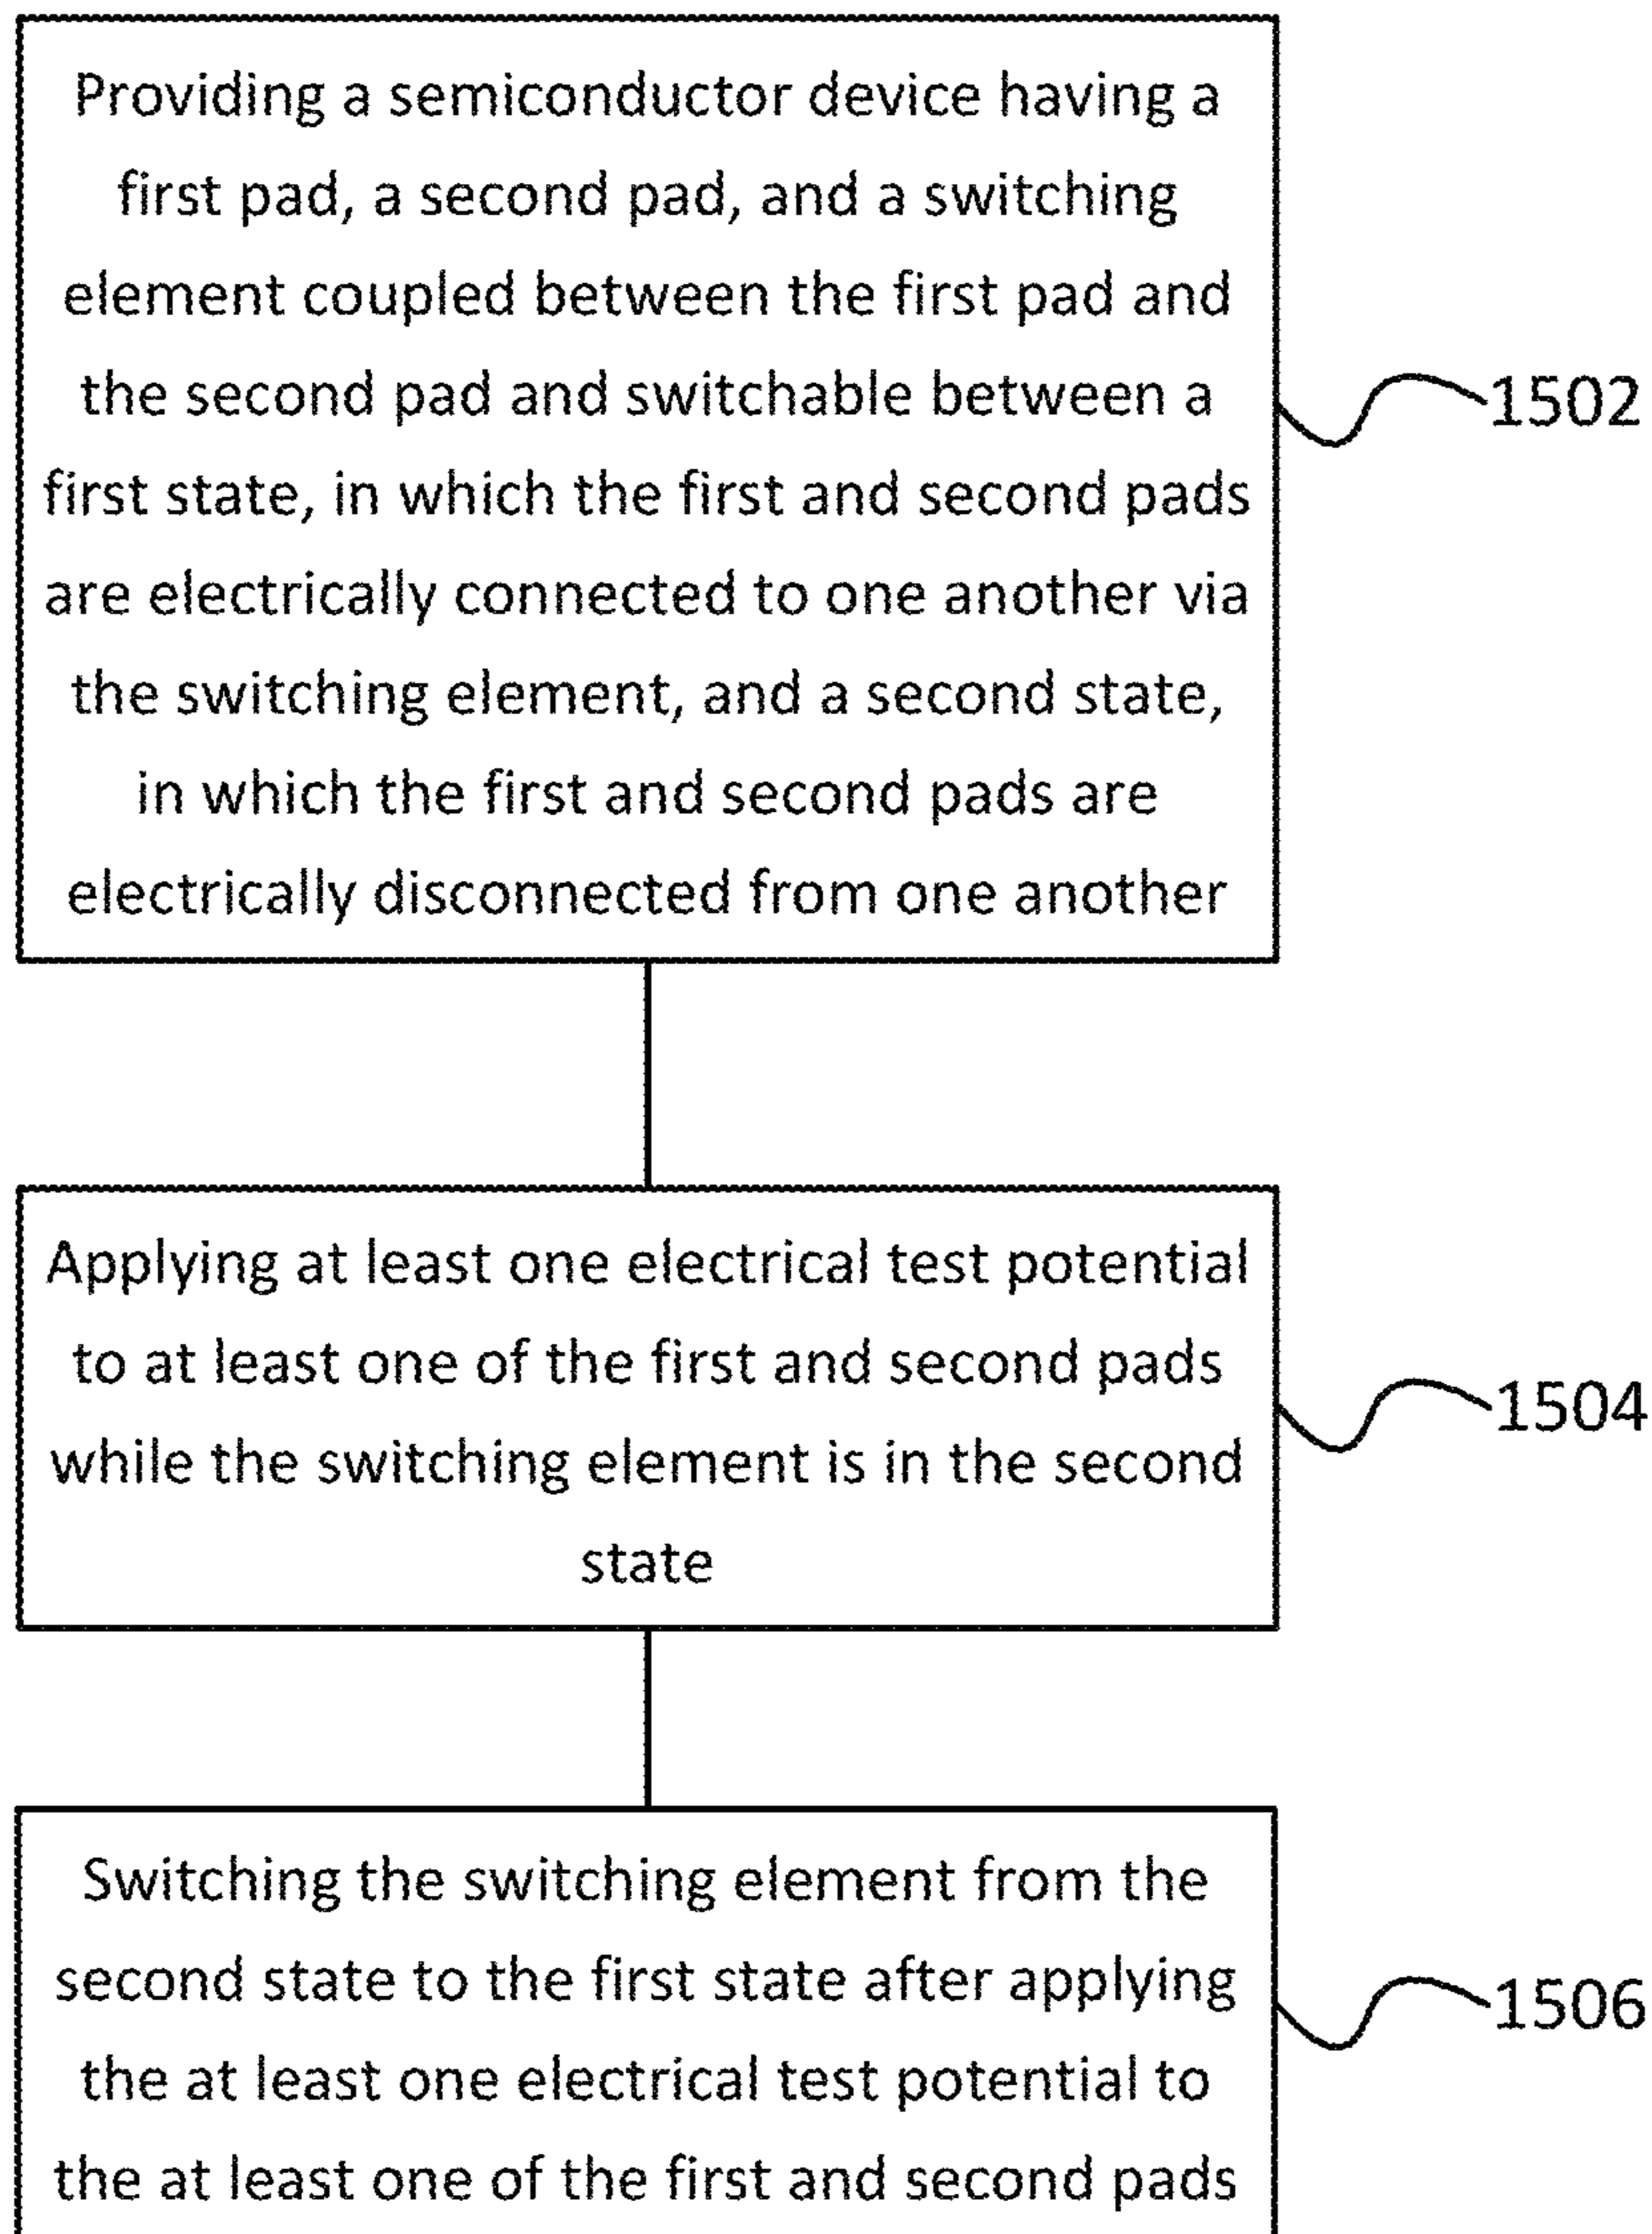 Providing a semiconductor device having a
first pad, a second pad, and a switching
element coupled between the first pad and
the second pad and switchable between a
first state, in which the first and second pads
are electrically connected to one another via
the switching element, and a second state,
in which the first and second pads are
electrically disconnected from one another
1502
Applying at least one electrical test potential
to at least one of the first and second pads
while the switching element is in the second
state
1504
Switching the switching element from the
second state to the first state after applying
the at least one electrical test potential to
the at least one of the first and second pads
1506